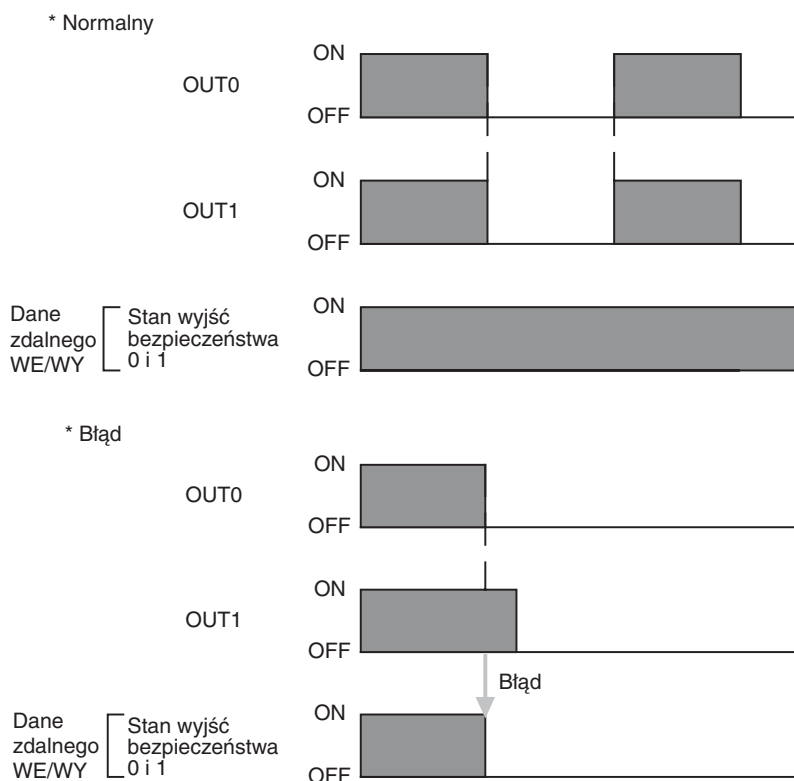 * Normalny
ON
OUT0
OFF
ON
OUT1
OFF
Dane
zdalnego
WE/WY
Stan wyjść
bezpieczeństwa
0 i 1
ON
OFF
* Błąd
ON
OUT0
OFF
ON
OUT1
OFF
Błąd
Dane
zdalnego
WE/WY
Stan wyjść
bezpieczeństwa
0 i 1
ON
OFF